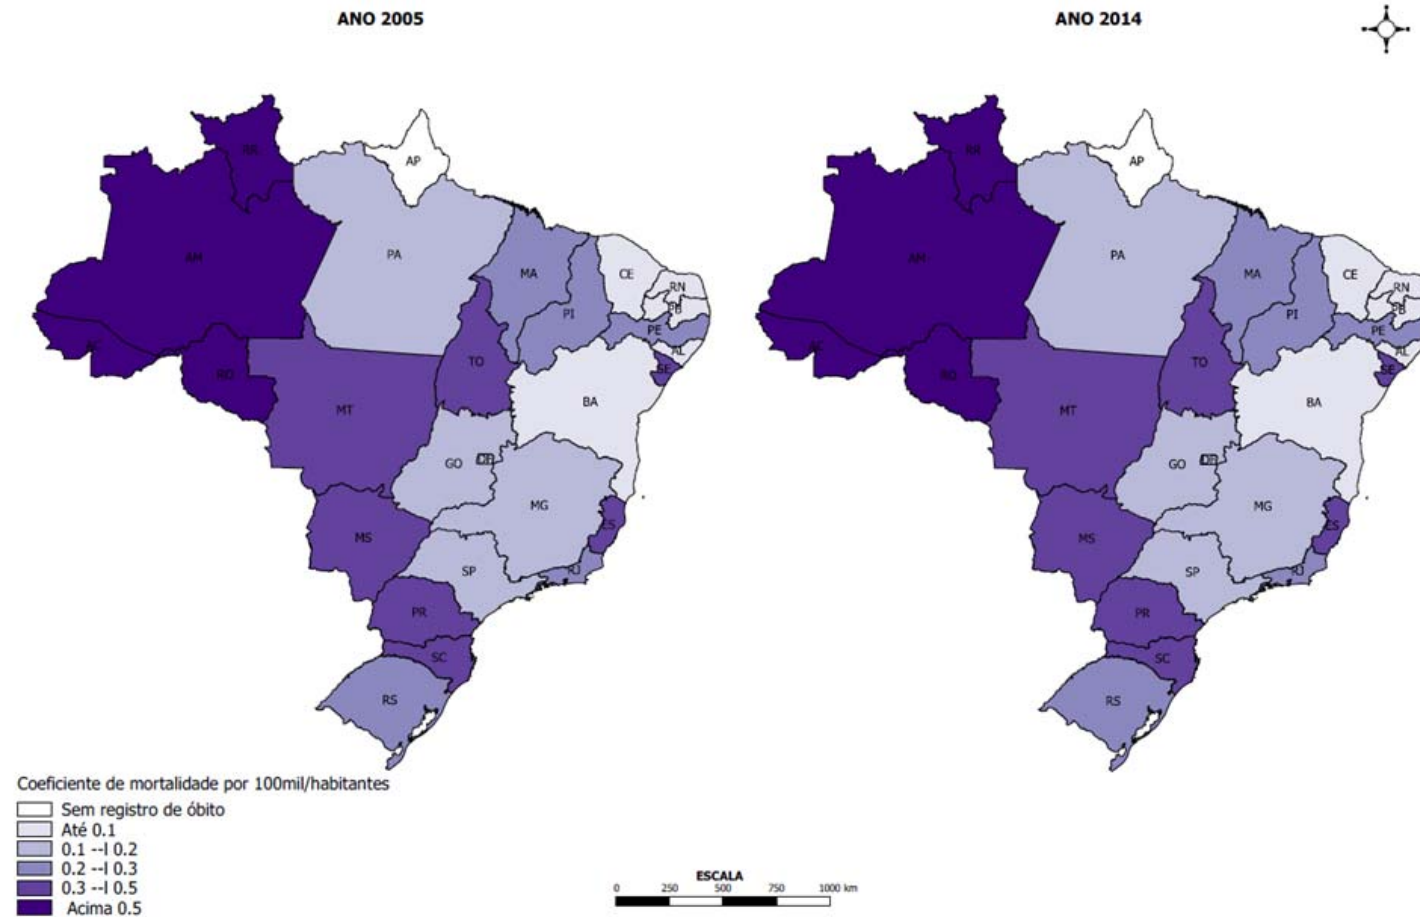 ANO 2005
ANO 2014
RR
AP
AM
PA
MA
CE
RN
PB
PI
PE
AL
SE
AC
RO
TO
BA
MT
GO
DF
MG
ES
MS
SP
RJ
PR
SC
RS
RR
AP
AM
PA
MA
CE
RN
PB
PI
PE
AL
SE
AC
RO
TO
BA
MT
GO
DF
MG
ES
MS
SP
RJ
PR
SC
RS
Coeficiente de mortalidade por 100mil/habitantes
Sem registro de óbito
Até 0.1
0.1 --I 0.2
0.2 --I 0.3
0.3 --I 0.5
Acima 0.5
ESCALA
0 250 500 750 1000 km